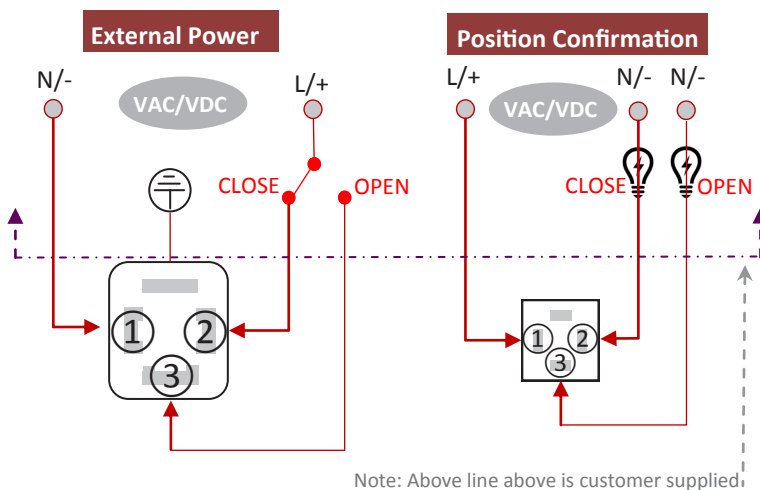 External Power
Position Confirmation
N/-
VAC/VDC
L/+
L/+
VAC/VDC
N/-
N/-
CLOSE
OPEN
CLOSE
OPEN
1
2
3
1
2
3
Note: Above line above is customer supplied